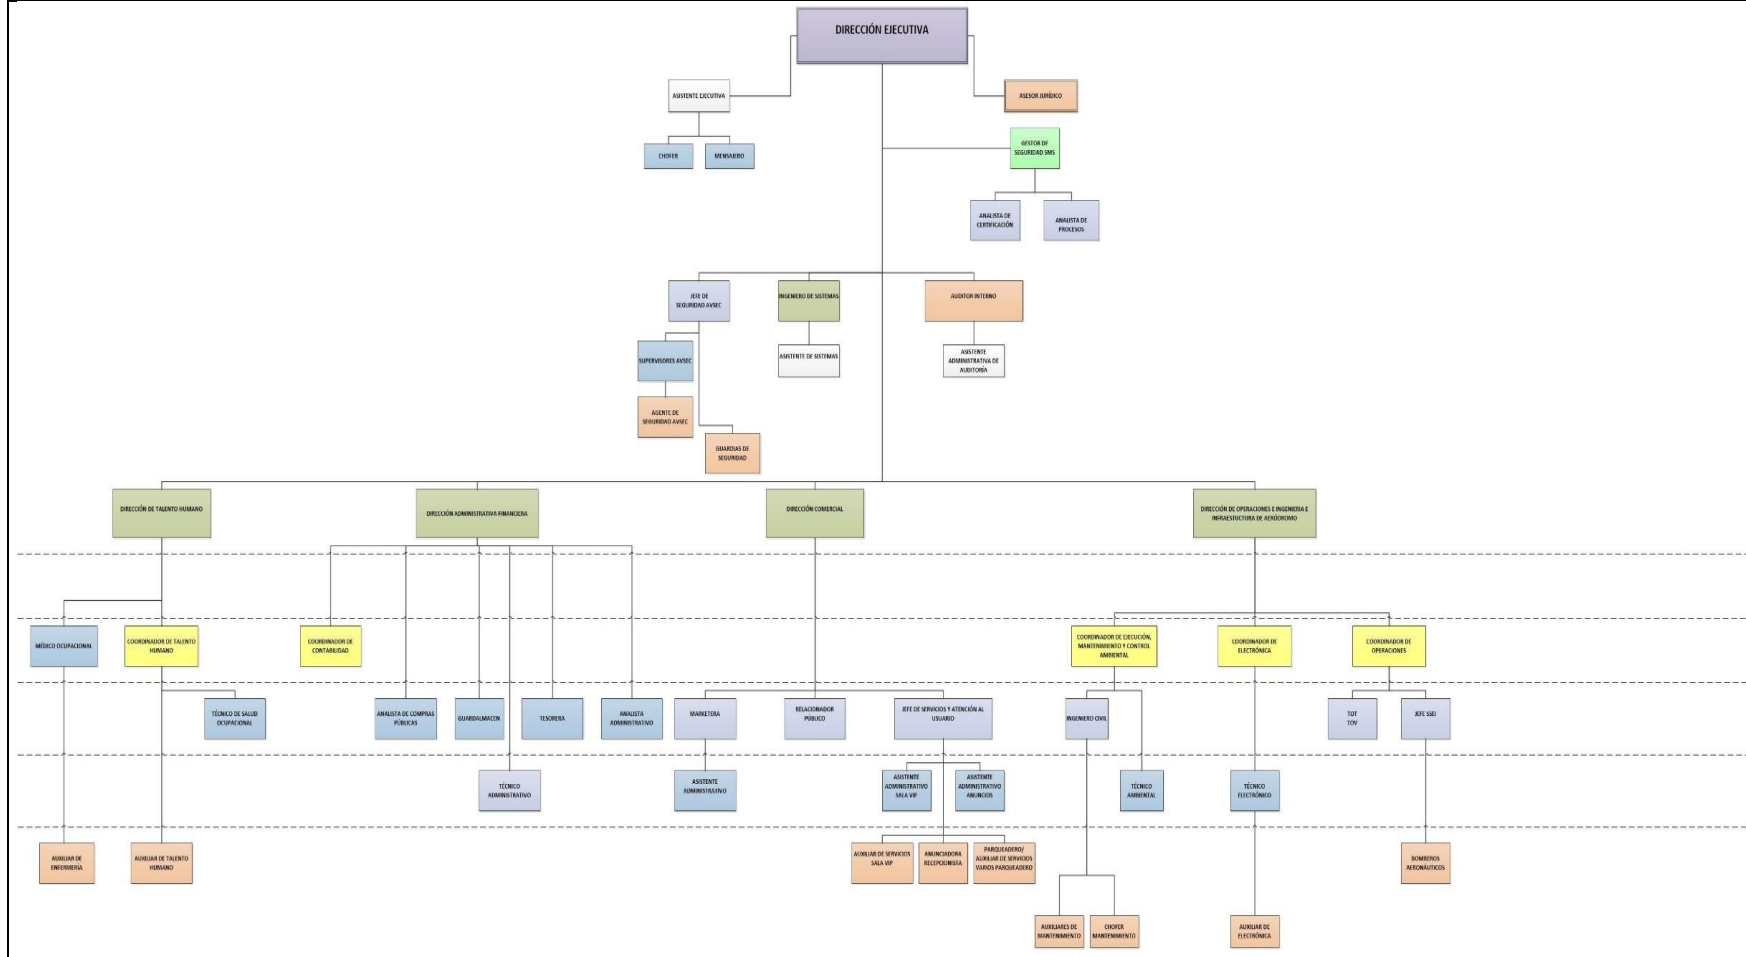 DIRECCIÓN EJECUTIVA
ASISTENTE EJECUTIVA
ASESOR JURÍDICO
CHOFER
MENSAJERO
GESTOR DE
SEGURIDAD SMS
ANALISTA DE
CERTIFICACIÓN
ANALISTA DE
PROCESOS
JEFE DE
SEGURIDAD AVSEC
INGENIERO DE SISTEMAS
AUDITOR INTERNO
SUPERVISORES AVSEC
ASISTENTE DE SISTEMAS
ASISTENTE
ADMINISTRATIVA DE
AUDITORÍA
AGENTE DE
SEGURIDAD AVSEC
GUARDIAS DE
SEGURIDAD
DIRECCIÓN DE TALENTO HUMANO
DIRECCIÓN ADMINISTRATIVA FINANCIERA
DIRECCIÓN COMERCIAL
DIRECCIÓN DE OPERACIONES E INGENIERIA E
INFRAESTUCTURA DE AERÓDROMO
MÉDICO OCUPACIONAL
COORDINADOR DE TALENTO
HUMANO
COORDINADOR DE
CONTABILIDAD
COORDINADOR DE EJECUCIÓN,
MANTENIMIENTO Y CONTROL
AMBIENTAL
COORDINADOR DE
ELECTRÓNICA
COORDINADOR DE
OPERACIONES
TÉCNICO DE SALUD
OCUPACIONAL
ANALISTA DE COMPRAS
PÚBLICAS
GUARDALMACEN
TESORERA
ANALISTA
ADMINISTRATIVO
MARKETERA
RELACIONADOR
PÚBLICO
JEFE DE SERVICIOS Y ATENCIÓN AL
USUARIO
INGENIERO CIVIL
TOT
TOV
JEFE SSEI
TÉCNICO
ADMINISTRATIVO
ASISTENTE
ADMINISTRATIVO
ASISTENTE
ADMINISTRATIVO
SALA VIP
ASISTENTE
ADMINISTRATIVO
ANUNCIOS
TÉCNICO
AMBIENTAL
TÉCNICO
ELECTRÓNICO
AUXILIAR DE
ENFERMERÍA
AUXILIAR DE TALENTO
HUMANO
AUXILIAR DE SERVICIOS
SALA VIP
ANUNCIADORA
RECEPCIONISTA
PARQUEADERO/
AUXILIAR DE SERVICIOS
VARIOS PARQUEADERO
BOMBEROS
AERONÁUTICOS
AUXILIARES DE
MANTENIMIENTO
CHOFER
MANTENIMIENTO
AUXILIAR DE
ELECTRÓNICA